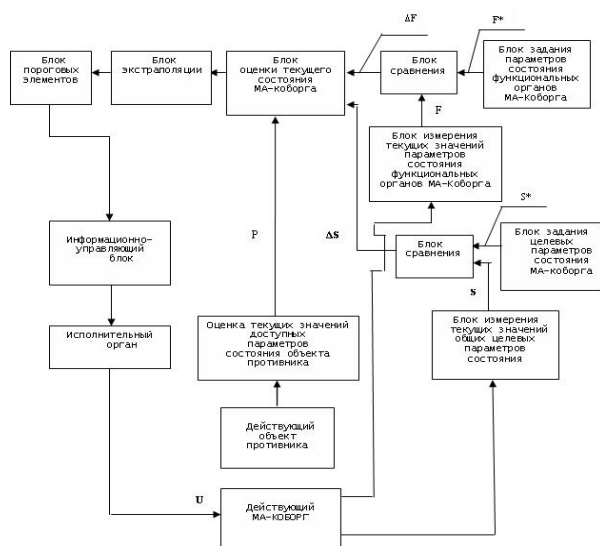 ΔF
F*
Блок
пороговых
элементов
Блок
экстраполяции
Блок
оценки текущего
состояния
МА-коборга
Блок
сравнения
Блок задания
параметров
состояния
функциональных
органов
МА-Коборга
F
Блок измерения
текущих значений
параметров
состояния
функциональных
органов МА-Коборга
S*
Информационно-
управляющий
блок
P
ΔS
Блок
сравнения
Блок задания
целевых
параметров
состояния
МА-коборга
S
Исполнительный
орган
Оценка текущих значений
доступных
параметров
состояния объекта
противника
Блок измерения
текущих значений
общих целевых
параметров
состояния
Действующий
объект
противника
U
Действующий
МА-КОБОРГ